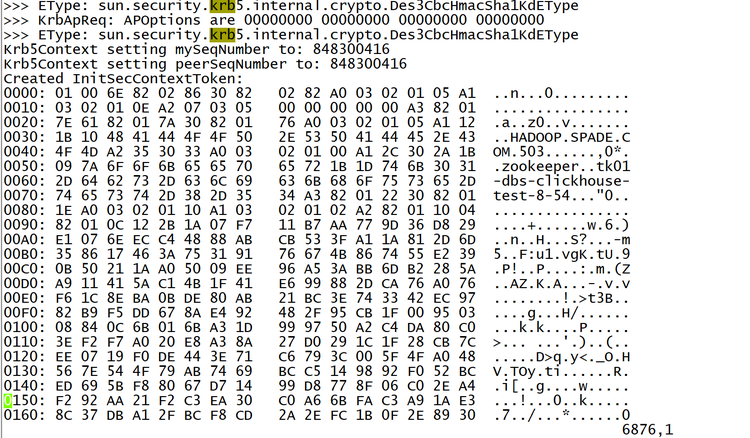 >>> EType: sun.security.krb5.internal.crypto.Des3CbcHmacSha1KdEType
>>> KrbApReq: APOptions are 00000000 00000000 00000000 00000000
>>> EType: sun.security.krb5.internal.crypto.Des3CbcHmacSha1KdEType
Krb5Context setting mySeqNumber to: 848300416
Krb5Context setting peerSeqNumber to: 848300416
Created InitSecContextToken:
0000: 01 00 6E 82 02 86 30 82   02 82 A0 03 02 01 05 A1  ..n...0.........
0010: 03 02 01 0E A2 07 03 05   00 00 00 00 00 A3 82 01  ................
0020: 7E 61 82 01 7A 30 82 01   76 A0 03 02 01 05 A1 12  .a..z0..v.......
0030: 1B 10 48 41 44 4F 4F 50   2E 53 50 41 44 45 2E 43  ..HADOOP.SPADE.C
0040: 4F 4D A2 35 30 33 A0 03   02 01 00 A1 2C 30 2A 1B  OM.503......,0*.
0050: 09 7A 6F 6F 6B 65 65 70   65 72 1B 1D 74 6B 30 31  .zookeeper..tk01
0060: 2D 64 62 73 2D 63 6C 69   63 6B 68 6F 75 73 65 2D  -dbs-clickhouse-
0070: 74 65 73 74 2D 38 2D 35   34 A3 82 01 22 30 82 01  test-8-54..."0..
0080: 1E A0 03 02 01 10 A1 03   02 01 02 A2 82 01 10 04  ................
0090: 82 01 0C 12 2B 1A 07 F7   11 B7 AA 77 9D 36 D8 29  ....+......w.6.)
00A0: E1 07 6E EC C4 48 88 AB   CB 53 3F A1 1A 81 2D 6D  ..n..H...S?...-m
00B0: 35 86 17 46 3A 75 31 91   76 67 4B 86 74 55 E2 39  5..F:u1.vgK.tU.9
00C0: 0B 50 21 1A A0 50 09 EE   96 A5 3A BB 6D B2 28 5A  .P!..P....:.m.(Z
00D0: A9 11 41 5A C1 4B 1F 41   E6 99 88 2D CA 76 A0 76  ..AZ.K.A...-.v.v
00E0: F6 1C 8E BA 0B DE 80 AB   21 BC 3E 74 33 42 EC 97  ........!.>t3B..
00F0: 82 B9 F5 DD 67 8A E4 92   48 2F 95 CB 1F 00 95 03  ....g...H/......
0100: 08 84 0C 6B 01 6B A3 1D   99 97 50 A2 C4 DA 80 C0  ...k.k....P.....
0110: 3E F2 F7 A0 20 E8 A3 8A   27 D0 29 1C 1F 28 CB 7C  >... ...'.)..(..
0120: EE 07 19 F0 DE 44 3E 71   C6 79 3C 00 5F 4F A0 48  .....D>q.y<._O.H
0130: 56 7E 54 4F 79 AB 74 69   BC C5 14 98 92 F0 52 BC  V.TOy.ti......R.
0140: ED 69 5B F8 80 67 D7 14   99 D8 77 8F 06 C0 2E A4  .i[..g....w.....
0150: F2 92 AA 21 F2 C3 EA 30   C0 A6 6B FA C3 A9 1A E3  ...!...0..k.....
0160: 8C 37 DB A1 2F BC F8 CD   2A 2E FC 1B 0F 2E 89 30  .7../...*......0
6876,1